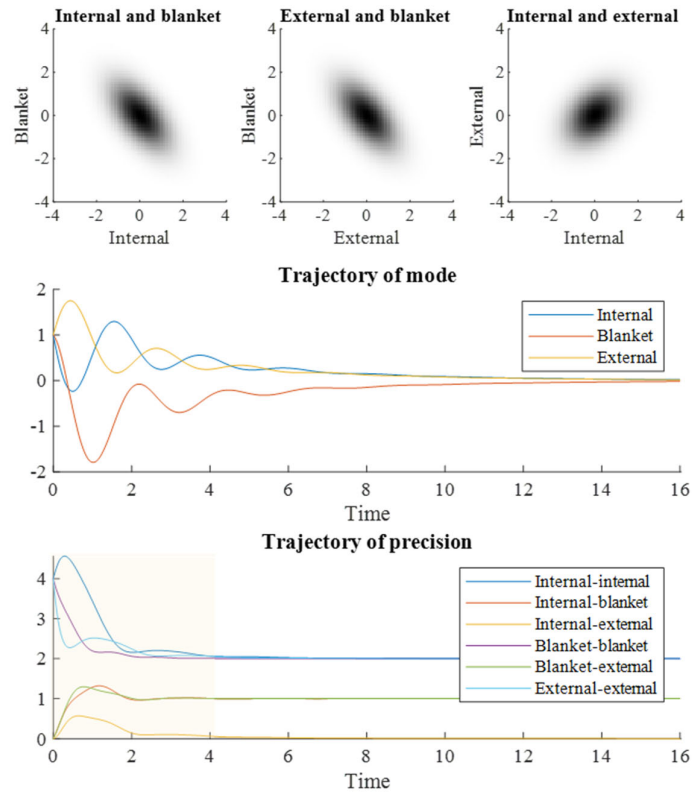 Internal and blanket
External and blanket
Internal and external
4
2
0
-2
-4
Blanket
-4 -2 0 2 4
Internal
4
2
0
-2
-4
Blanket
-4 -2 0 2 4
External
4
2
0
-2
-4
External
-4 -2 0 2 4
Internal
Trajectory of mode
2
1
0
-1
-2
Internal
Blanket
External
0 2 4 6 8 10 12 14 16
Time
Trajectory of precision
4
3
2
1
0
Internal-internal
Internal-blanket
Internal-external
Blanket-blanket
Blanket-external
External-external
0 2 4 6 8 10 12 14 16
Time